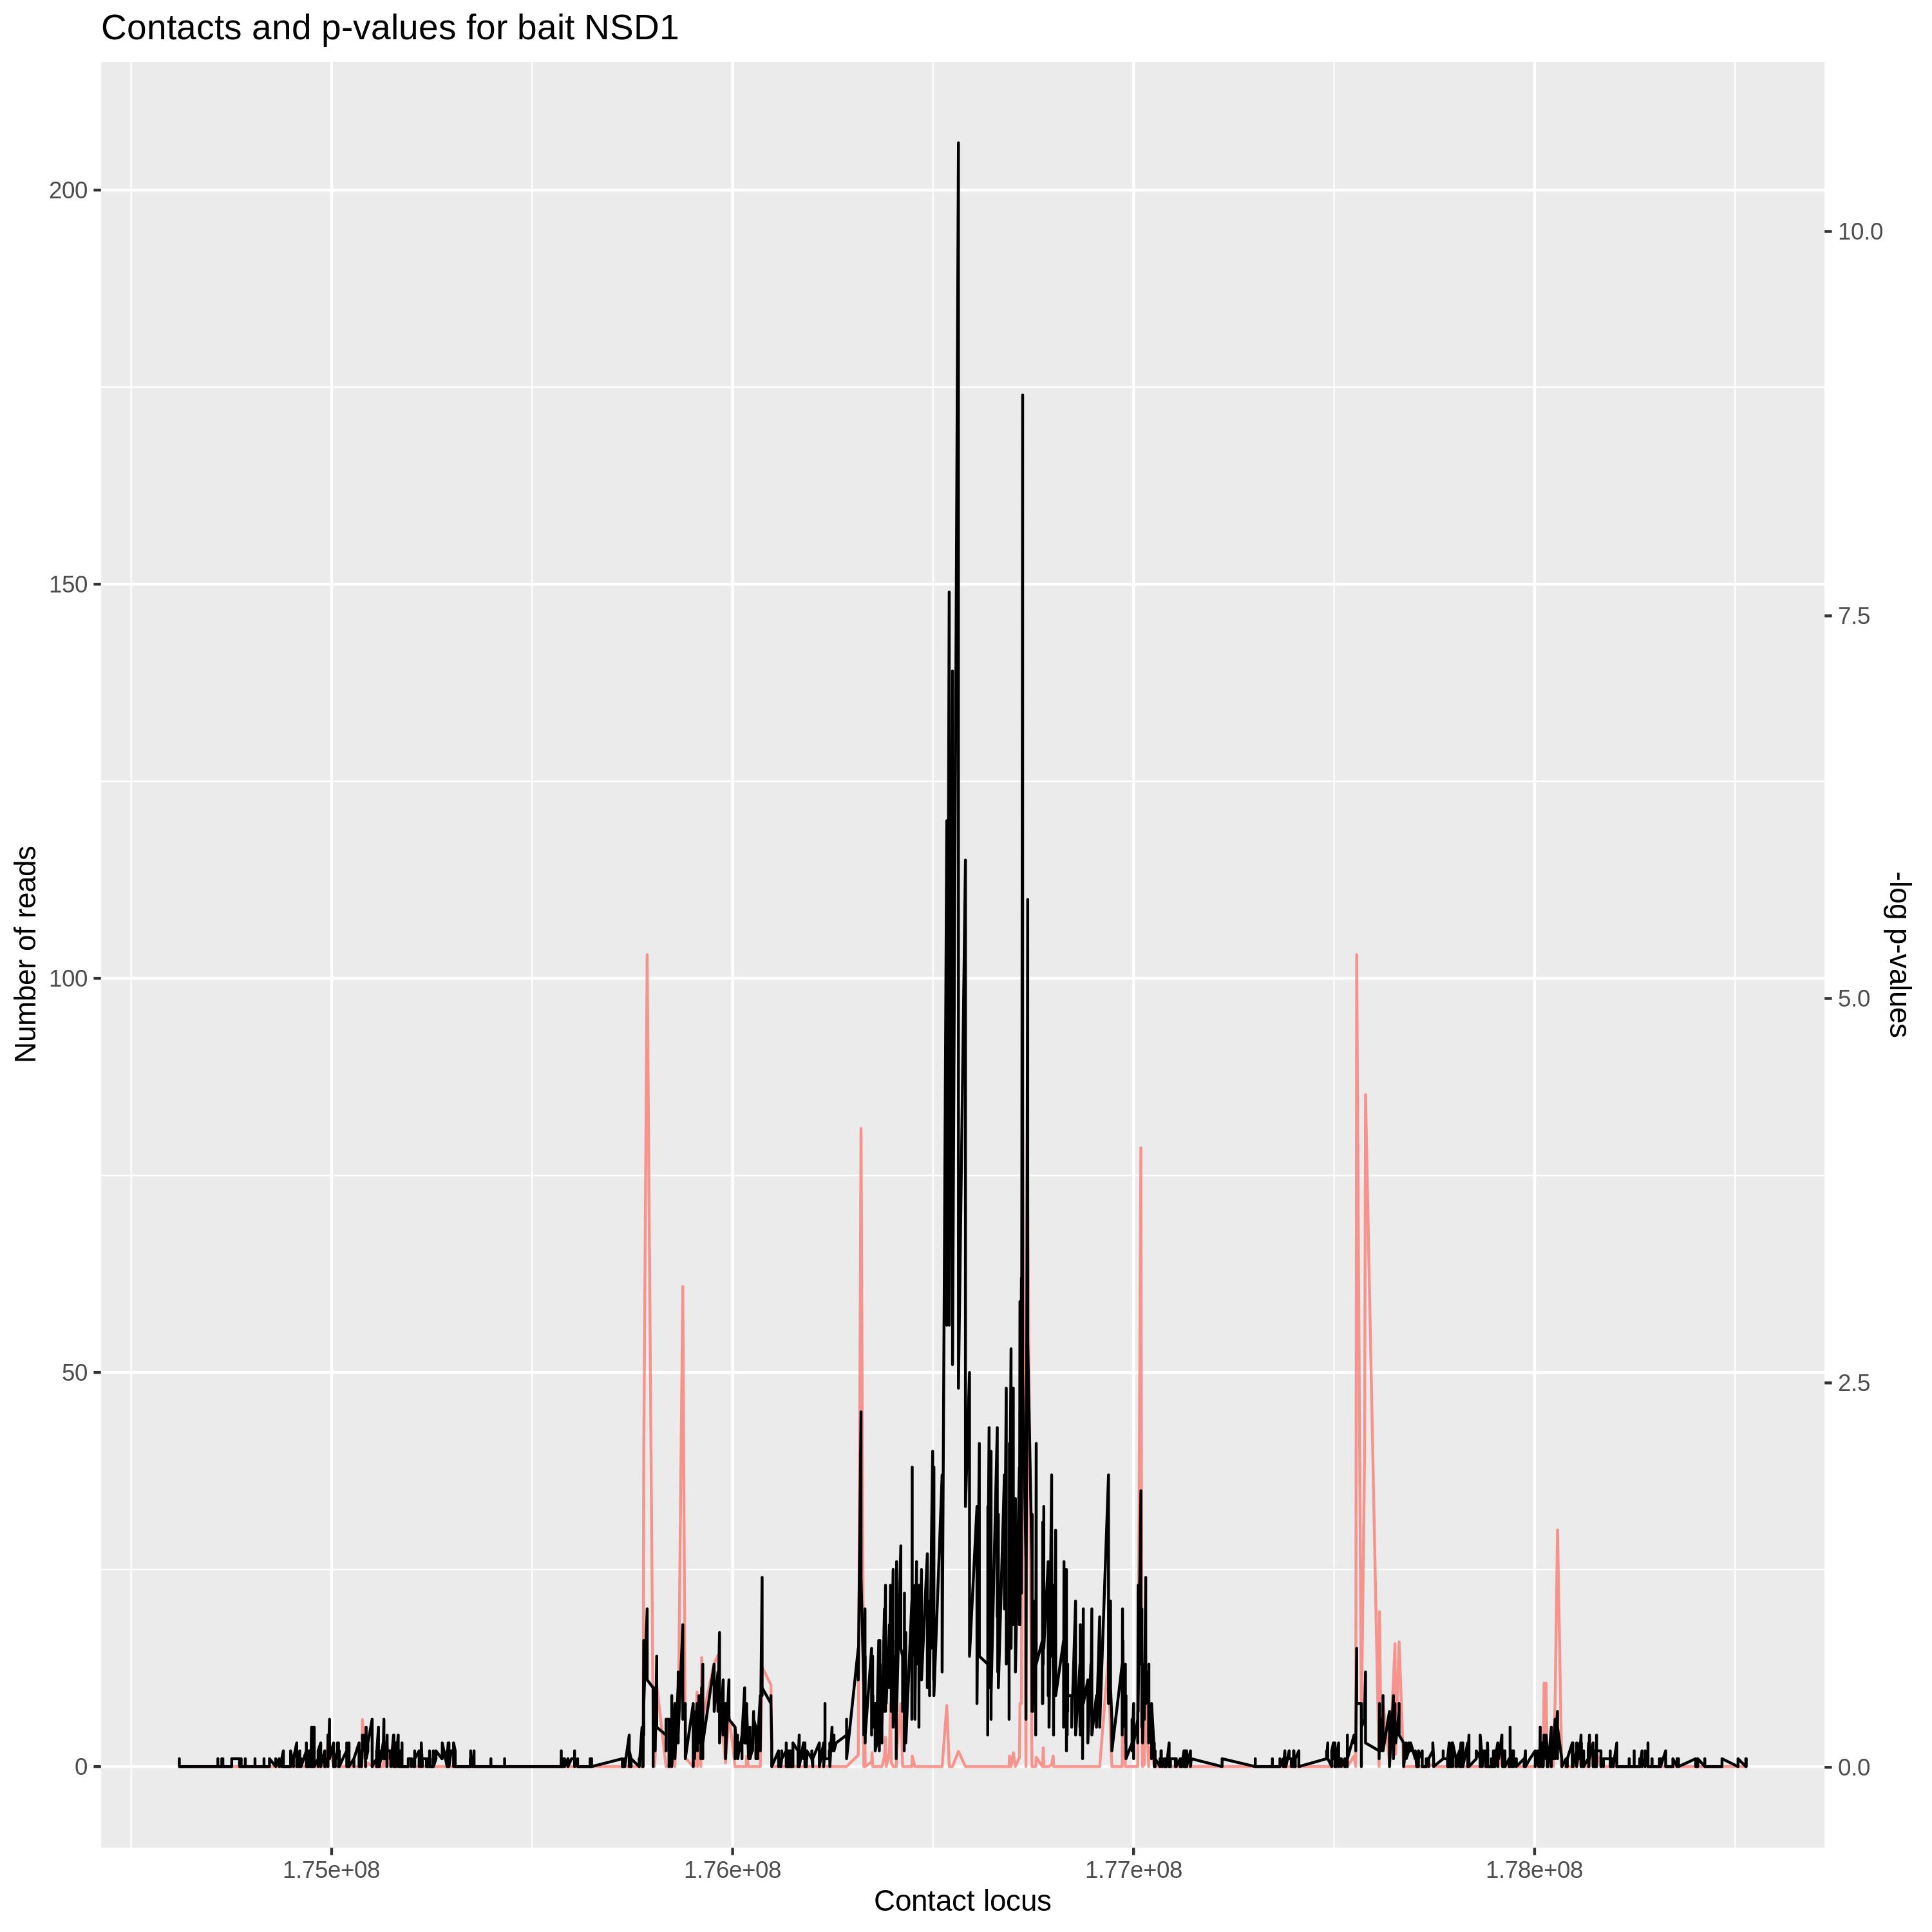 Contacts and p-values for bait NSD1
200
150
100
50
0
Number of reads
10.0
7.5
5.0
2.5
0.0
-log p-values
1.75e+08
1.76e+08
1.77e+08
1.78e+08
Contact locus